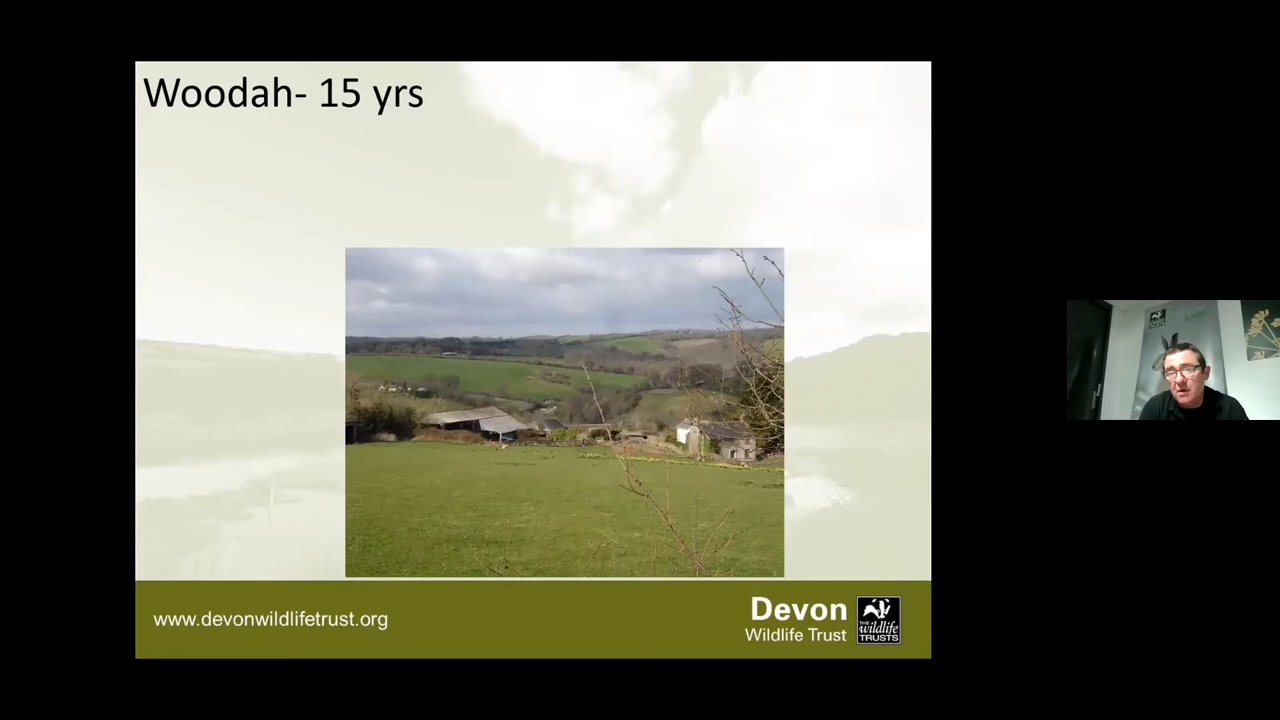 Woodah- 15 yrs
www.devonwildlifetrust.org
Devon
Wildlife Trust
THE
wildlife
TRUSTS